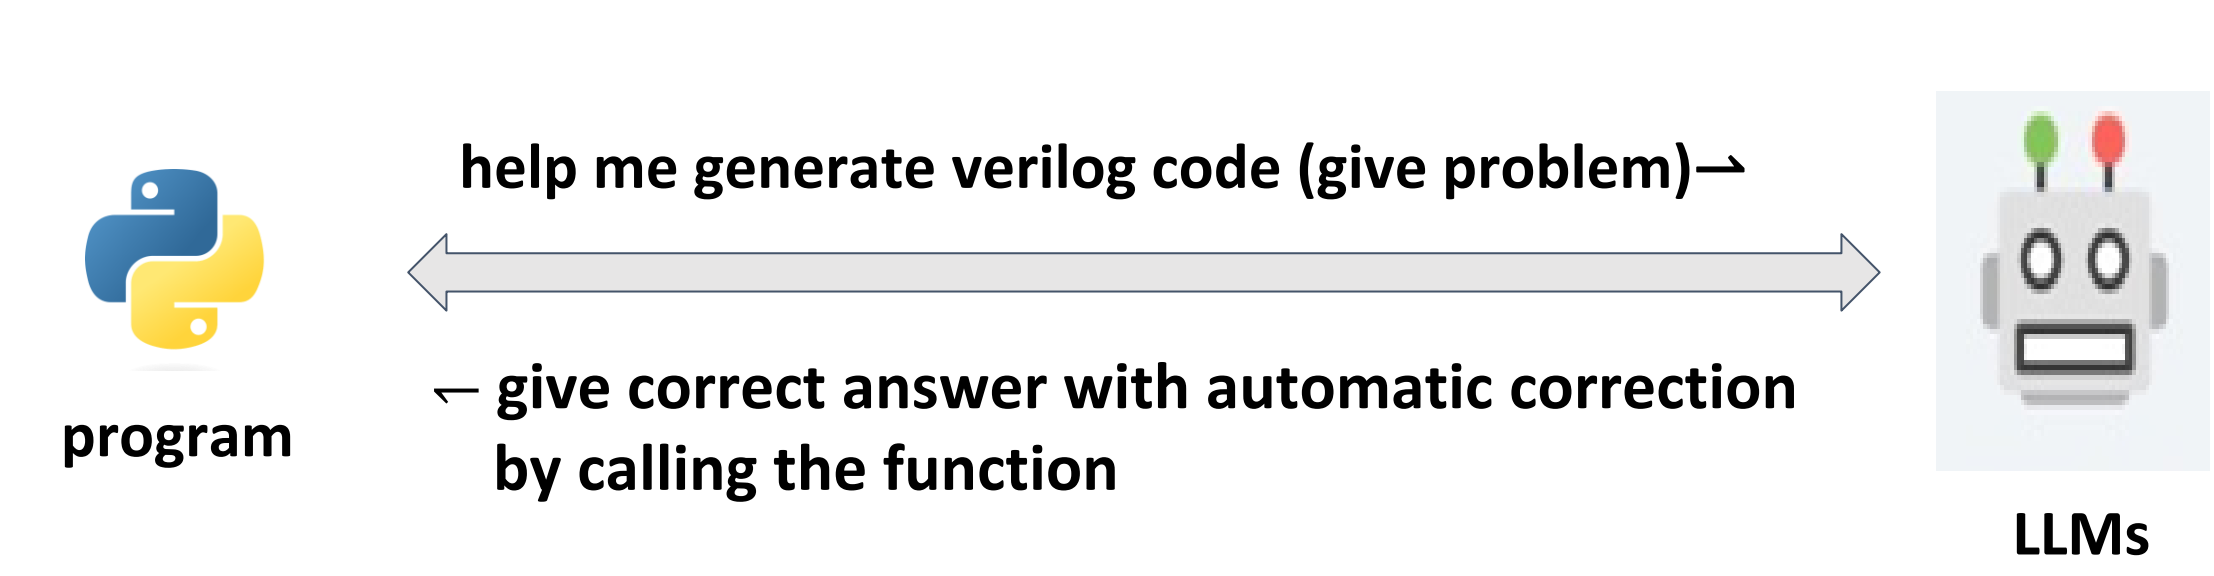 help me generate verilog code (give problem)⇀
↽ give correct answer with automatic correction
by calling the function
program
LLMs